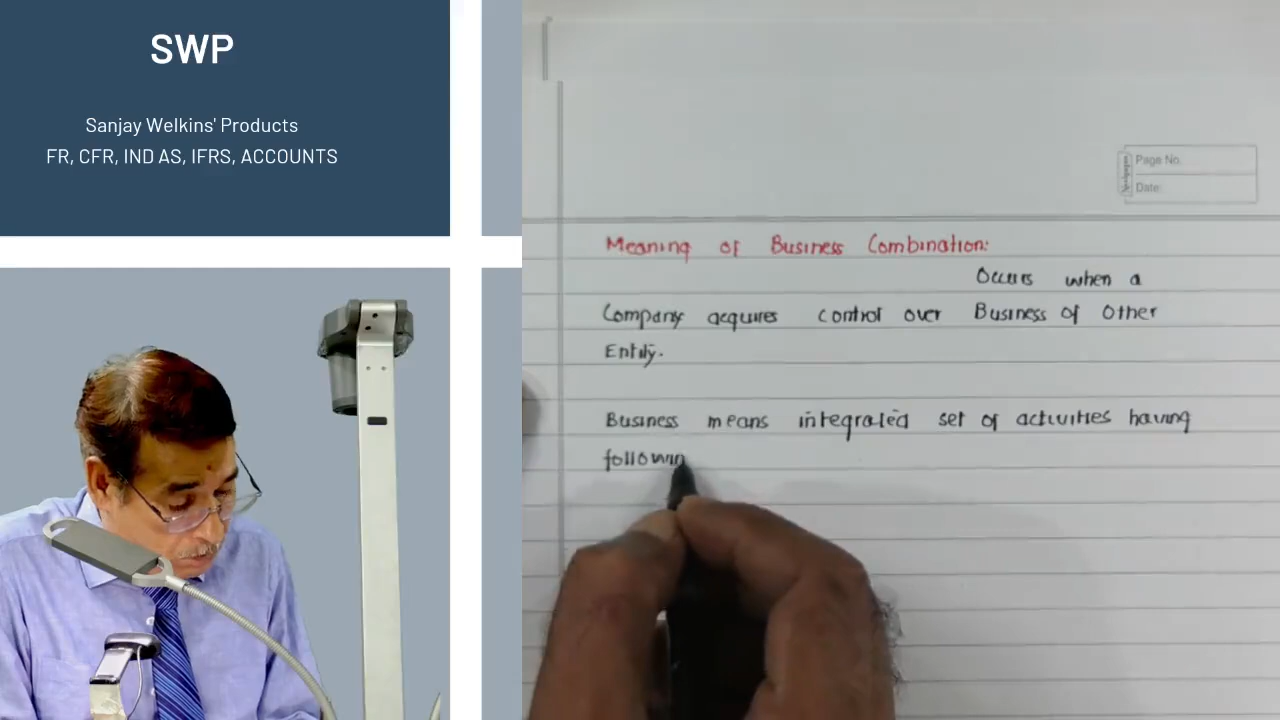 SWP
Sanjay Welkins' Products
FR, CFR, IND AS, IFRS, ACCOUNTS
Page No.
Date:
Meaning of Business Combination:
Occurs when a
Company acquires control over Business of Other
Entity.
Business means integrated set of activities having
followin